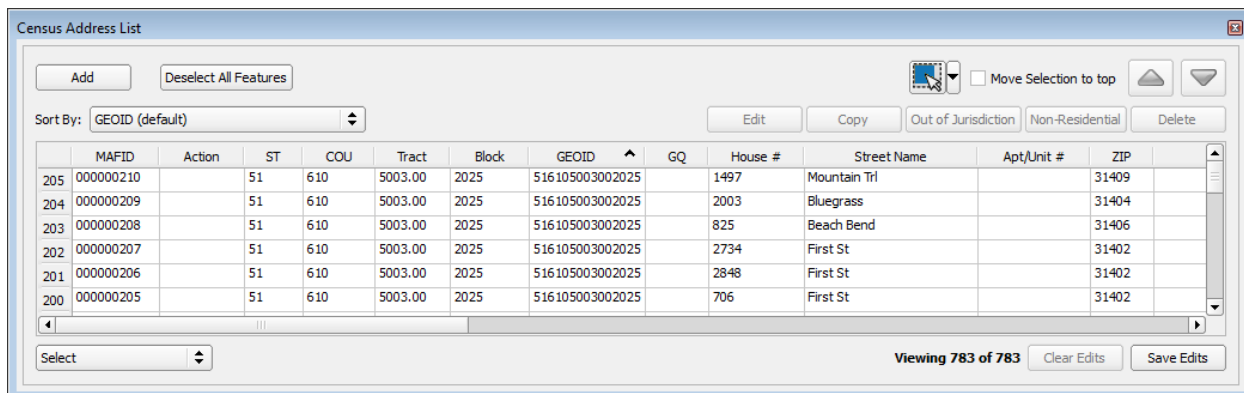 Census Address List
Add Deselect All Features Move Selection to top
Sort By: GEOID (default) Edit Copy Out of Jurisdiction Non-Residential Delete
MAFID Action ST COU Tract Block GEOID GQ House # Street Name Apt/Unit # ZIP
205 000000210 51 610 5003.00 2025 516105003002025 1497 Mountain Trl 31409
204 000000209 51 610 5003.00 2025 516105003002025 2003 Bluegrass 31404
203 000000208 51 610 5003.00 2025 516105003002025 825 Beach Bend 31406
202 000000207 51 610 5003.00 2025 516105003002025 2734 First St 31402
201 000000206 51 610 5003.00 2025 516105003002025 2848 First St 31402
200 000000205 51 610 5003.00 2025 516105003002025 706 First St 31402
Select Viewing 783 of 783 Clear Edits Save Edits